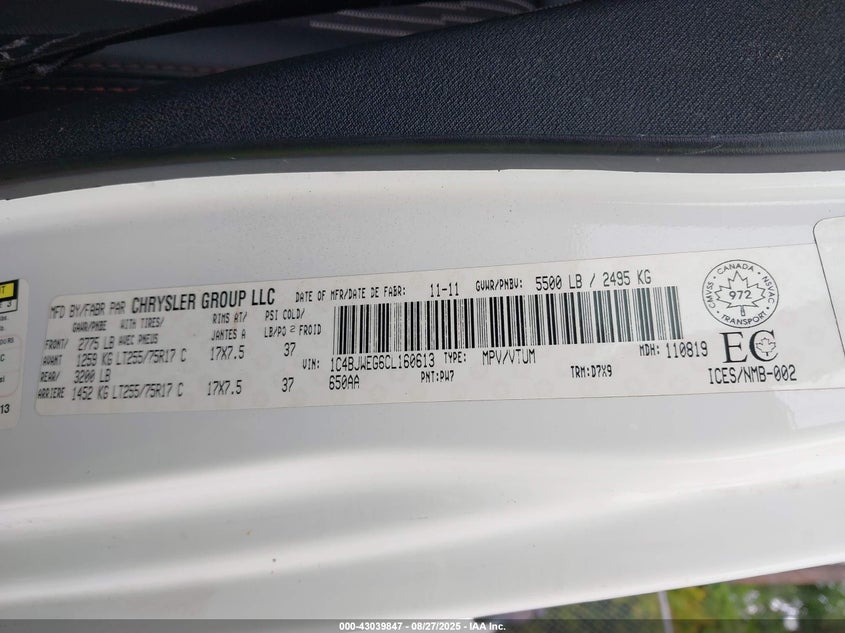 MFD BY/FABR PAR CHRYSLER GROUP LLC
DATE OF MFR/DATE DE FABR: 11-11
GVWR/PNBV: 5500 LB / 2495 KG
GAWR/PNBE WITH TIRES/ RIMS AT/ PSI COLD/
AVEC PNEUS JANTES A LB/PO 2 FROID
FRONT/ 2775 LB
AVANT 1259 KG LT255/75R17 C 17X7.5 37
REAR/ 3200 LB
ARRIERE 1452 KG LT255/75R17 C 17X7.5 37
VIN: 1C4BJWEG6CL160613 TYPE: MPV/VTUM MDH: 110819
650AA PNT: PW7 TRM: D7X9
CANADA
CMVSS NSVAC
972
TRANSPORT
EC
ICES/NMB-002
13
000-43039847 - 08/27/2025 - IAA Inc.